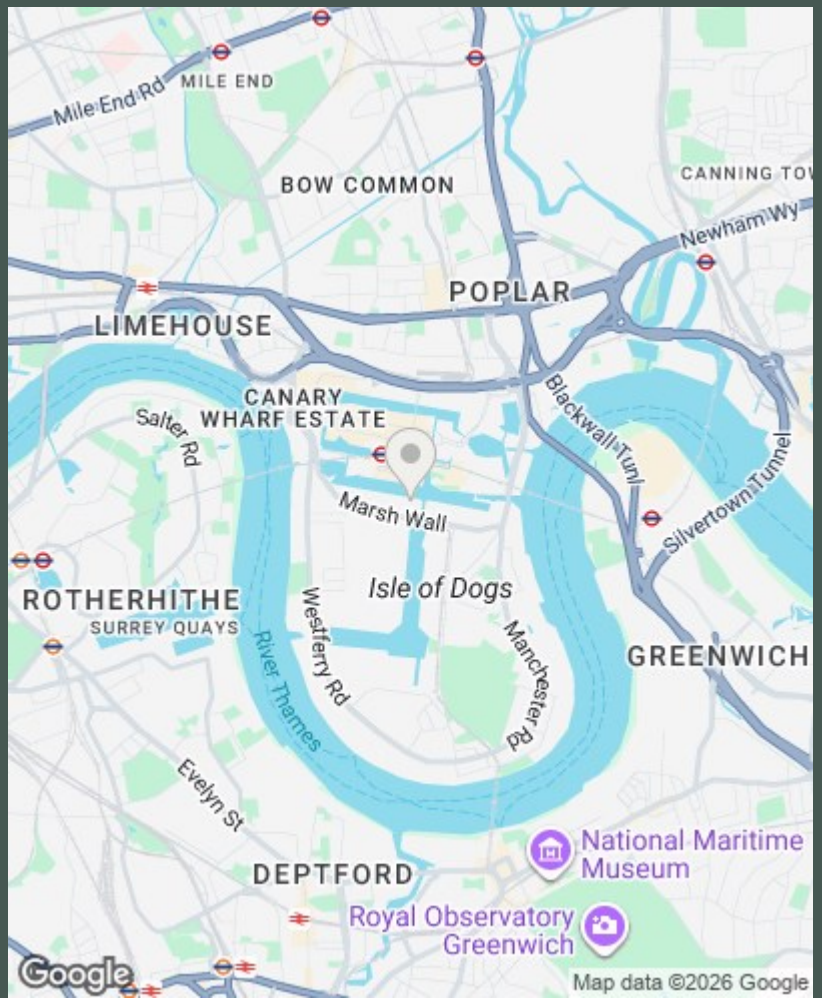 Mile End Rd
MILE END
BOW COMMON
CANNING TOW
Newham Wy
POPLAR
LIMEHOUSE
CANARY
WHARF ESTATE
Salter Rd
Blackwall Tunl
Silvertown Tunnel
Marsh Wall
Isle of Dogs
ROTHERHITHE
SURREY QUAYS
Westferry Rd
River Thames
Manchester Rd
GREENWICH
Evelyn St
National Maritime
Museum
DEPTFORD
Royal Observatory
Greenwich
Google
Map data ©2026 Google